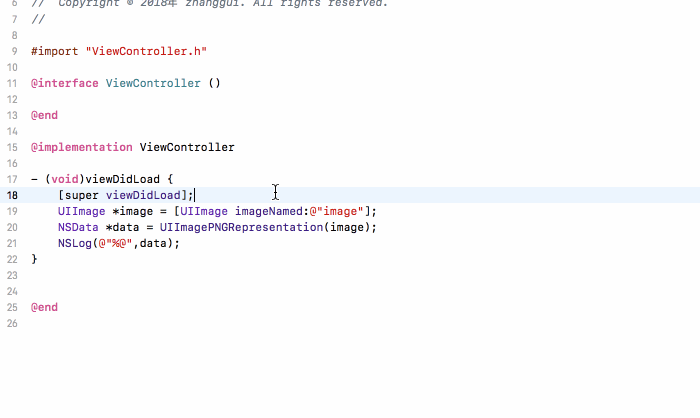 6 // Copyright © 2018年 zhanggui. All rights reserved.
7 //
8
9 #import "ViewController.h"
10
11 @interface ViewController ()
12
13 @end
14
15 @implementation ViewController
16
17 - (void)viewDidLoad {
18     [super viewDidLoad];
19     UIImage *image = [UIImage imageNamed:@"image"];
20     NSData *data = UIImagePNGRepresentation(image);
21     NSLog(@"%@",data);
22 }
23
24
25 @end
26